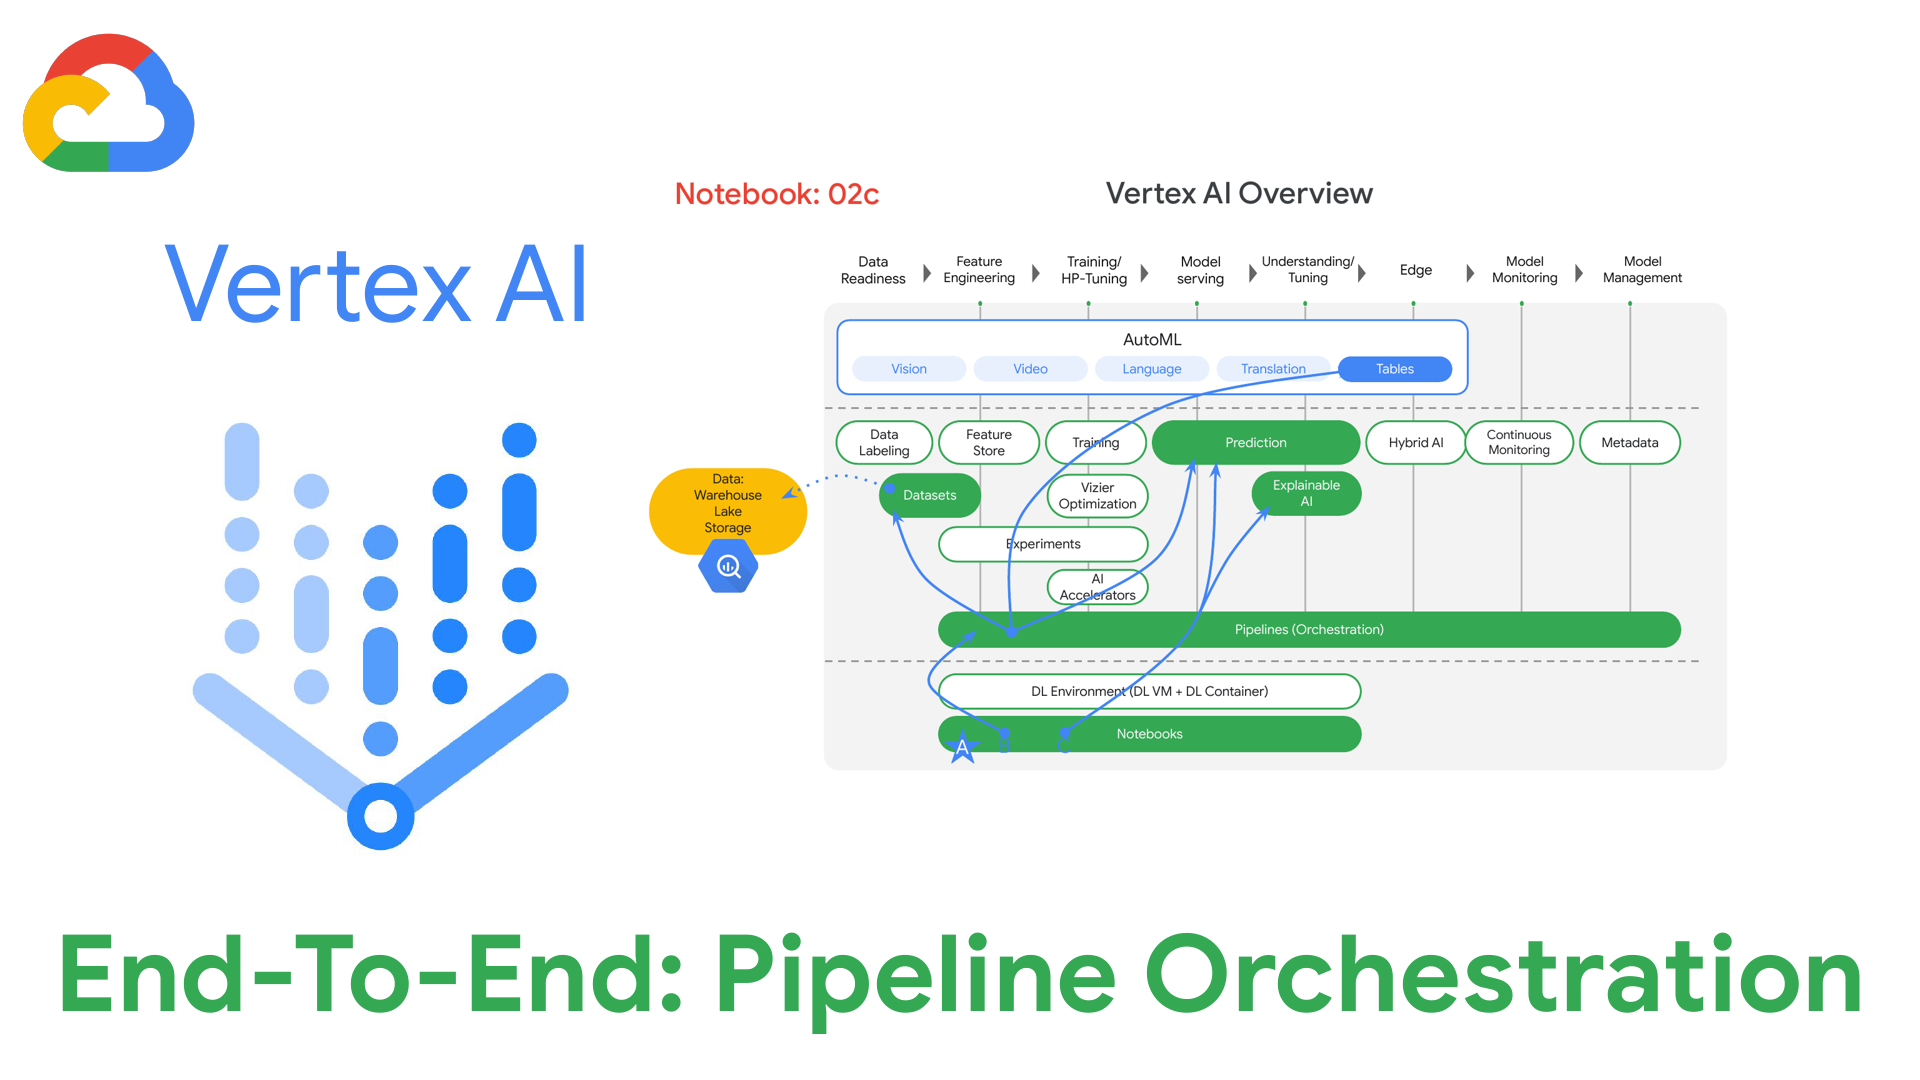 Vertex AI
Notebook: 02c
Vertex AI Overview
Data
Readiness
Feature
Engineering
Training/
HP-Tuning
Model
serving
Understanding/
Tuning
Edge
Model
Monitoring
Model
Management
AutoML
Vision
Video
Language
Translation
Tables
Data
Labeling
Feature
Store
Training
Prediction
Hybrid AI
Continuous
Monitoring
Metadata
Data:
Warehouse
Lake
Storage
Datasets
Vizier
Optimization
Explainable
AI
Experiments
AI
Accelerators
Pipelines (Orchestration)
DL Environment (DL VM + DL Container)
Notebooks
A
B
C
End-To-End: Pipeline Orchestration